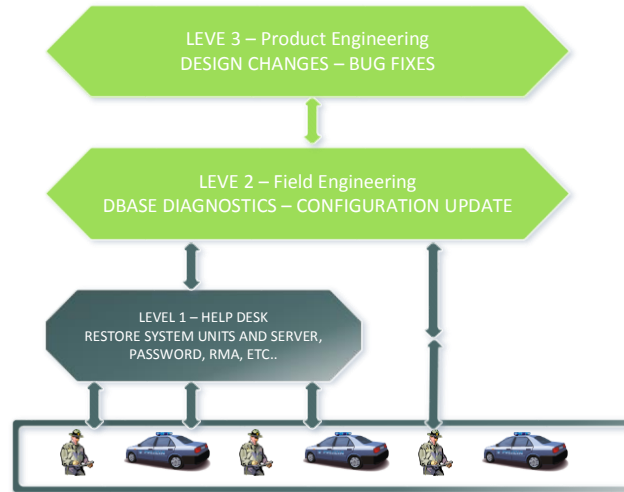 LEVE 3 – Product Engineering
DESIGN CHANGES – BUG FIXES
LEVE 2 – Field Engineering
DBASE DIAGNOSTICS – CONFIGURATION UPDATE
LEVEL 1 – HELP DESK
RESTORE SYSTEM UNITS AND SERVER,
PASSWORD, RMA, ETC..